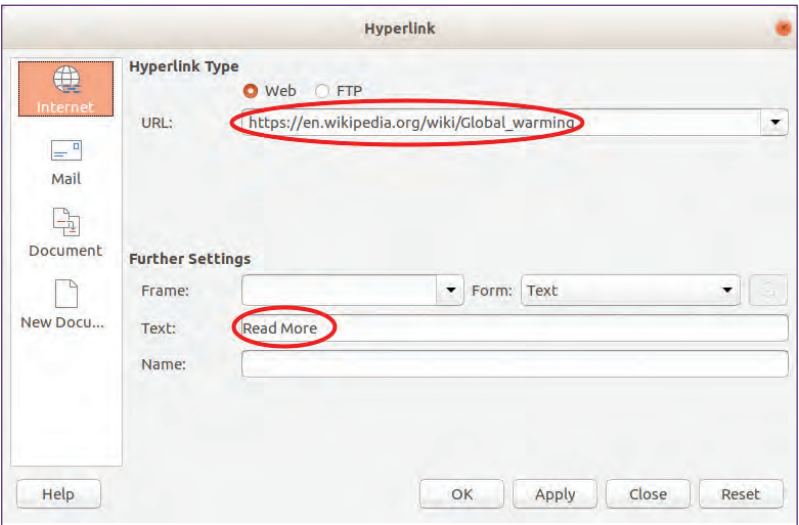 Hyperlink
Internet
Mail
Document
New Docu...
Hyperlink Type
Web FTP
URL: https://en.wikipedia.org/wiki/Global_warming
Further Settings
Frame: Form: Text
Text: Read More
Name:
Help OK Apply Close Reset